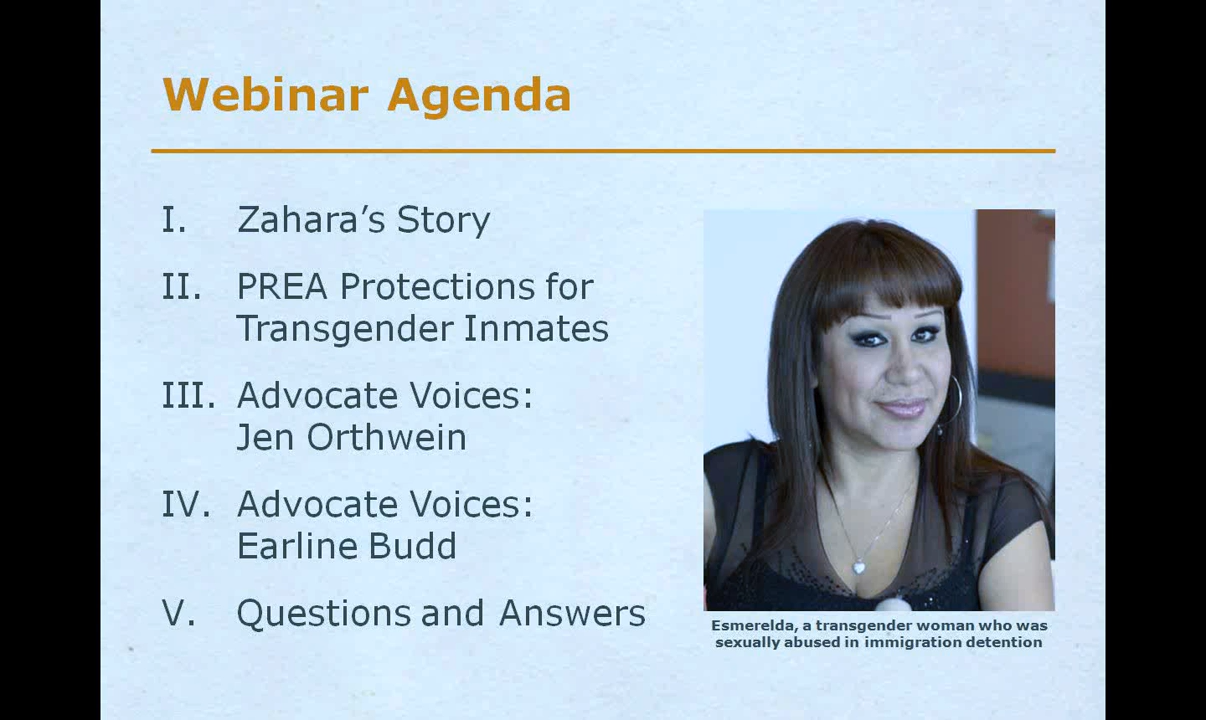 Webinar Agenda
I. Zahara’s Story
II. PREA Protections for
Transgender Inmates
III. Advocate Voices:
Jen Orthwein
IV. Advocate Voices:
Earline Budd
V. Questions and Answers
Esmerelda, a transgender woman who was
sexually abused in immigration detention